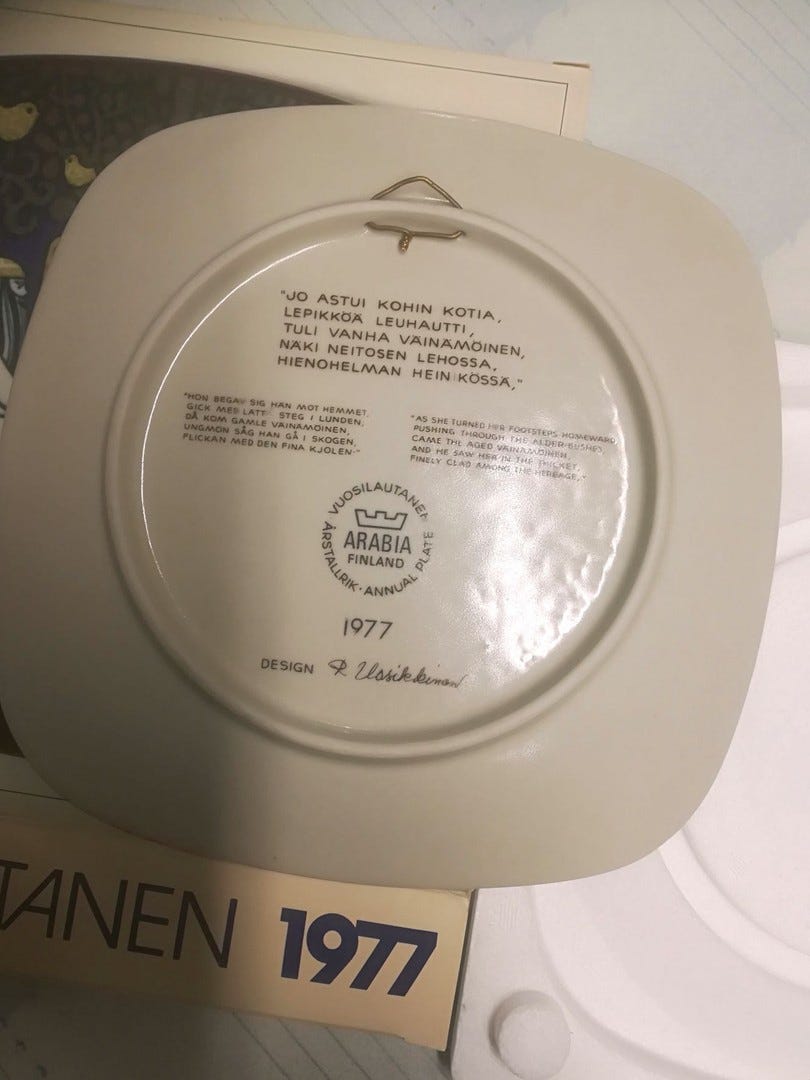 "JO ASTUI KOHIN KOTIA,
LEPIKKÖÄ LEUHAUTTI,
TULI VANHA VÄINÄMÖINEN,
NÄKI NEITOSEN LEHOSSA,
HIENOHELMAN HEINIKÖSSÄ,"
"HON BEGAV SIG HÄN MOT HEMMET,
GICK MED LÄTTA STEG I LUNDEN;
DÅ KOM GAMLE VÄINÄMÖINEN,
UNGMÖN SÅG HAN GÅ I SKOGEN,
FLICKAN MED DEN FINA KJOLEN-"
"AS SHE TURNED HER FOOTSTEPS HOMEWARD
PUSHING THROUGH THE ALDER-BUSHES,
CAME THE AGED VÄINÄMÖINEN,
AND HE SAW HER IN THE THICKET,
FINELY CLAD AMONG THE HERBAGE,"
VUOSILAUTANEN
ARABIA
FINLAND
ÅRSTALLRIK · ANNUAL PLATE
1977
DESIGN R Uosikkinen
TANEN 1977